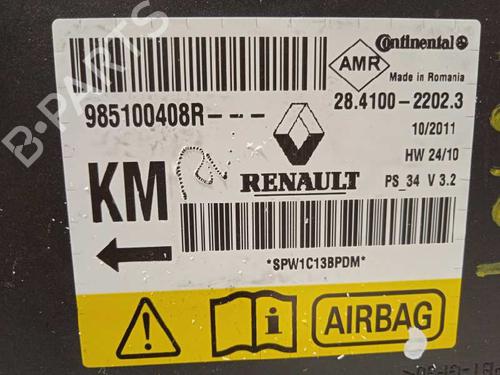 Continental
AMR
Made in Romania
985100408R---
28.4100-2202.3
10/2011
HW 24/10
KM
RENAULT
PS_34 V 3.2
*SPW1C13BPDM*
i
AIRBAG
B-PARTS